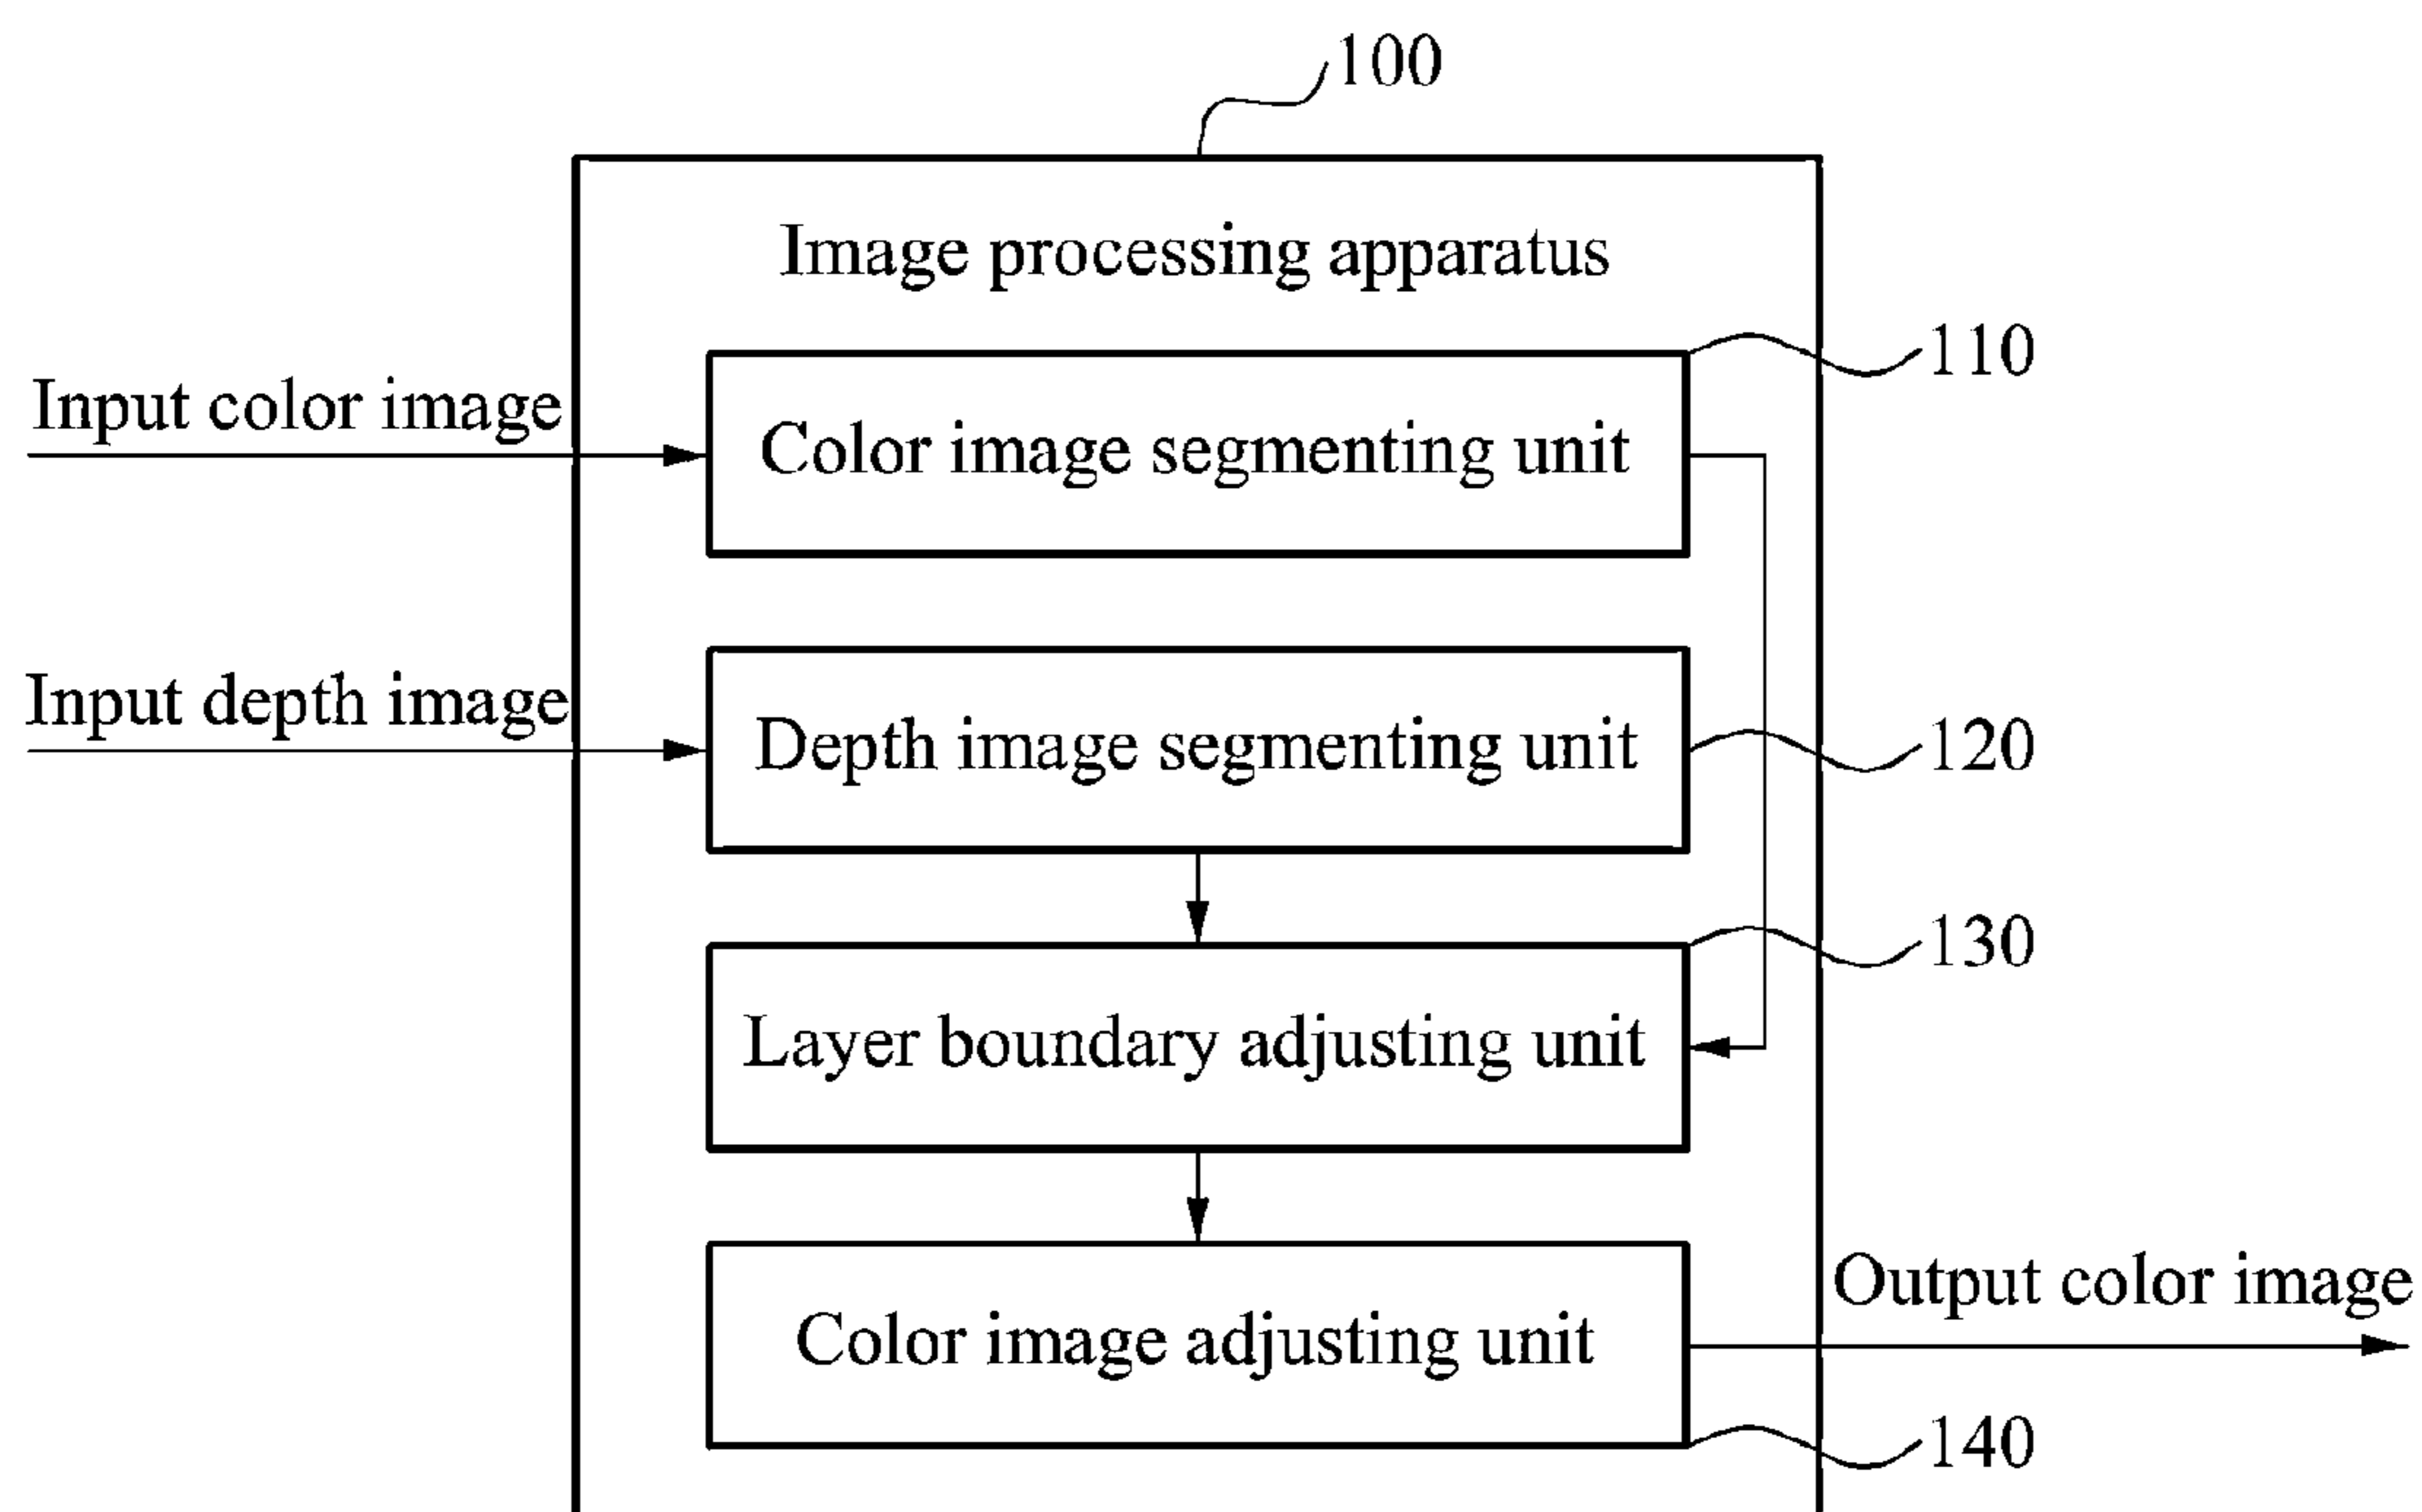 100
Image processing apparatus
110
Input color image
Color image segmenting unit
Input depth image
Depth image segmenting unit
120
130
Layer boundary adjusting unit
Output color image
Color image adjusting unit
140